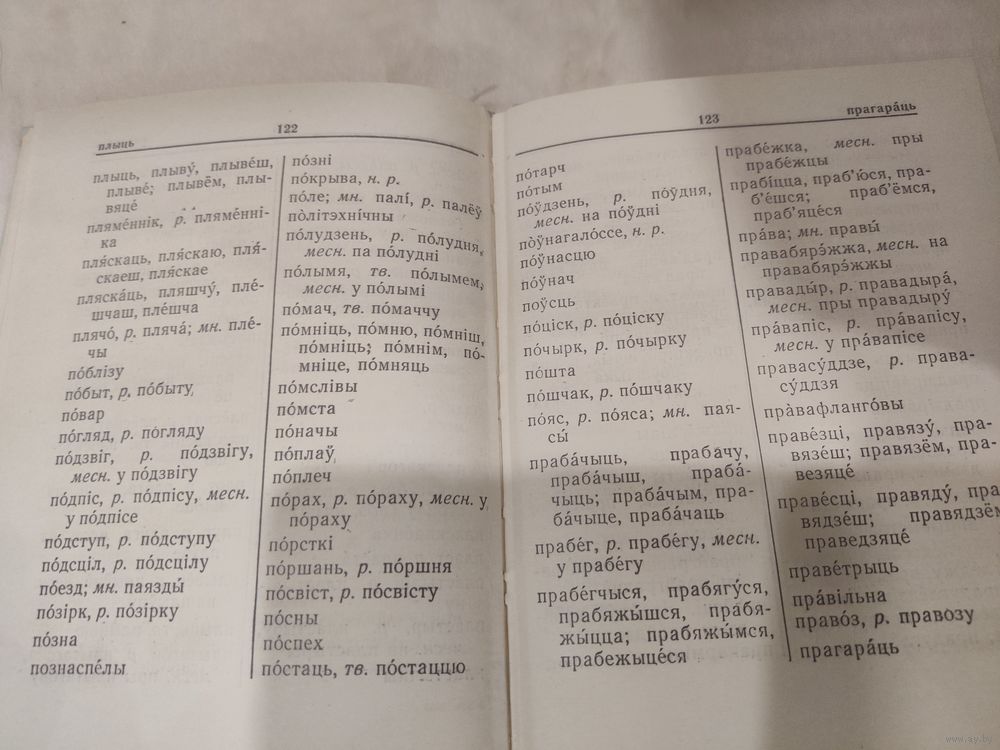 плыць
122
плыць, плыву́, плыве́ш,
плыве́; плывём, плы-
вяце́
пляме́ннік, р. пляме́нні-
ка
пля́скаць, пля́скаю, пля́-
скаеш, пля́скае
пляска́ць, пляшчу́, пле́-
шчаш, пле́шча
плячо́, р. пляча́; мн. пле́-
чы
по́блізу
по́быт, р. по́быту
по́вар
по́гляд, р. по́гляду
по́дзвіг, р. по́дзвігу,
месн. у по́дзвігу
по́дпіс, р. по́дпісу, месн.
у по́дпісе
по́дступ, р. по́дступу
по́дсціл, р. по́дсцілу
по́езд; мн. паязды́
по́зірк, р. по́зірку
по́зна
познаспе́лы
по́зні
по́крыва, н. р.
по́ле; мн. палі́, р. палёў
по́літэхні́чны
по́лудзень, р. по́лудня,
месн. па по́лудні
по́лымя, тв. по́лымем,
месн. у по́лымі
по́мач, тв. по́маччу
по́мніць, по́мню, по́мніш,
по́мніць; по́мнім, по́-
мніце, по́мняць
по́мслівы
по́мста
по́начы
по́плаў
по́плеч
по́рах, р. по́раху, месн. у
по́раху
по́рсткі
по́ршань, р. по́ршня
по́свіст, р. по́свісту
по́сны
по́спех
по́стаць, тв. по́стаццю
123
прагара́ць
по́тарч
по́тым
по́ўдзень, р. по́ўдня,
месн. на по́ўдні
по̀ўнагало́ссе, н. р.
по́ўнасцю
по́ўнач
поўсць
по́ціск, р. по́ціску
по́чырк, р. по́чырку
по́шта
по́шчак, р. по́шчаку
по́яс, р. по́яса; мн. пая-
сы́
праба́чыць, праба́чу,
праба́чыш, праба́-
чыць; праба́чым, пра-
ба́чыце, праба́чаць
прабе́г, р. прабе́гу, месн.
у прабе́гу
прабе́гчыся, прабягу́ся,
прабяжы́шся, прабя-
жы́цца; прабяжы́мся,
прабежыце́ся
прабе́жка, месн. пры
прабе́жцы
прабі́цца, праб’ю́ся, пра-
б’е́шся; праб’ёмся,
праб’яце́ся
пра́ва; мн. правы́
правабярэ́жжа, месн. на
правабярэ́жжы
правады́р, р. правадыра́,
месн. пры правадыру́
пра́вапіс, р. пра́вапісу,
месн. у пра́вапісе
правасу́ддзе, р. права-
су́ддзя
пра̀вафланго́вы
праве́зці, правязу́, пра-
вязе́ш; правязём, пра-
везяце́
праве́сці, правяду́, пра-
вядзе́ш; правядзём,
праведзяце́
праве́трыць
пра́вільна
право́з, р. право́зу
прагара́ць
www.ay.by